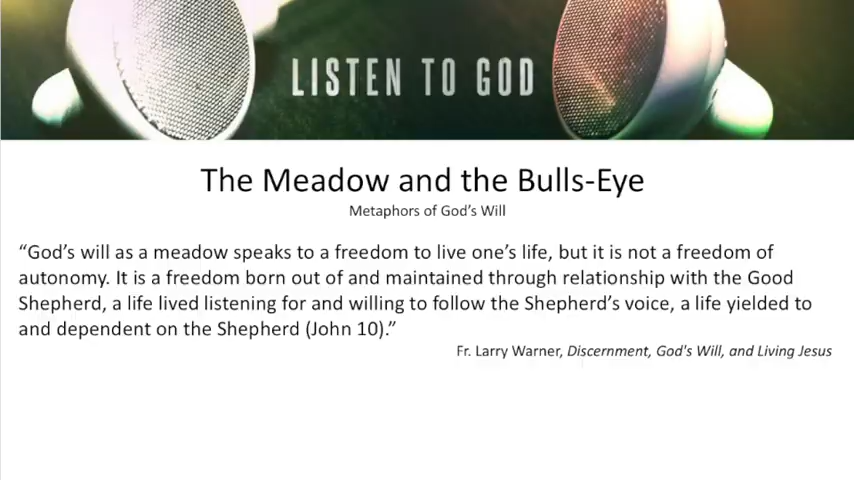 LISTEN TO GOD
The Meadow and the Bulls-Eye
Metaphors of God’s Will
“God’s will as a meadow speaks to a freedom to live one’s life, but it is not a freedom of
autonomy. It is a freedom born out of and maintained through relationship with the Good
Shepherd, a life lived listening for and willing to follow the Shepherd’s voice, a life yielded to
and dependent on the Shepherd (John 10).”
Fr. Larry Warner, Discernment, God's Will, and Living Jesus